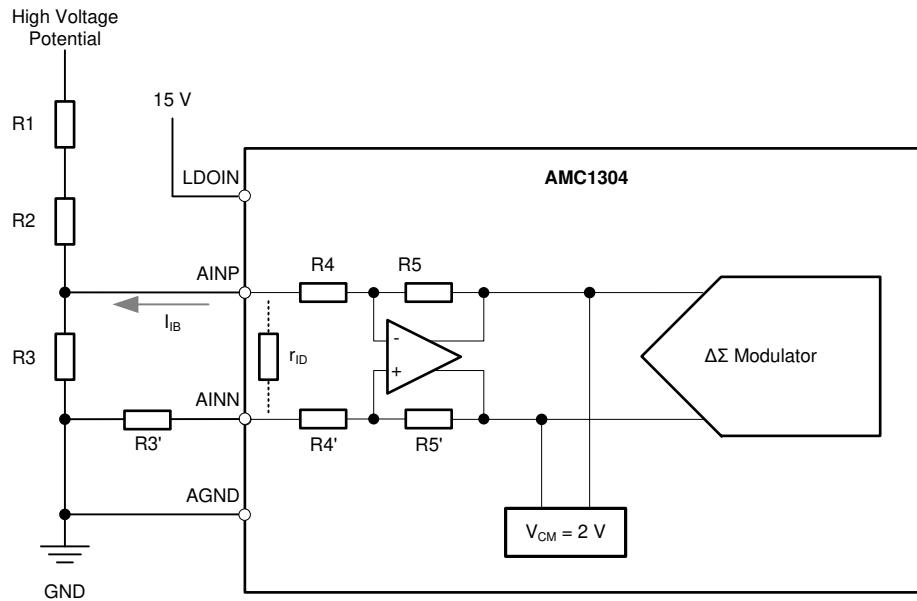 High Voltage
Potential
R1
15 V
LDOIN
AMC1304
R2
AINP
R4
R5
I_IB
R3
r_ID
-
+
ΔΣ Modulator
AINN
R3'
R4'
R5'
AGND
V_CM = 2 V
GND